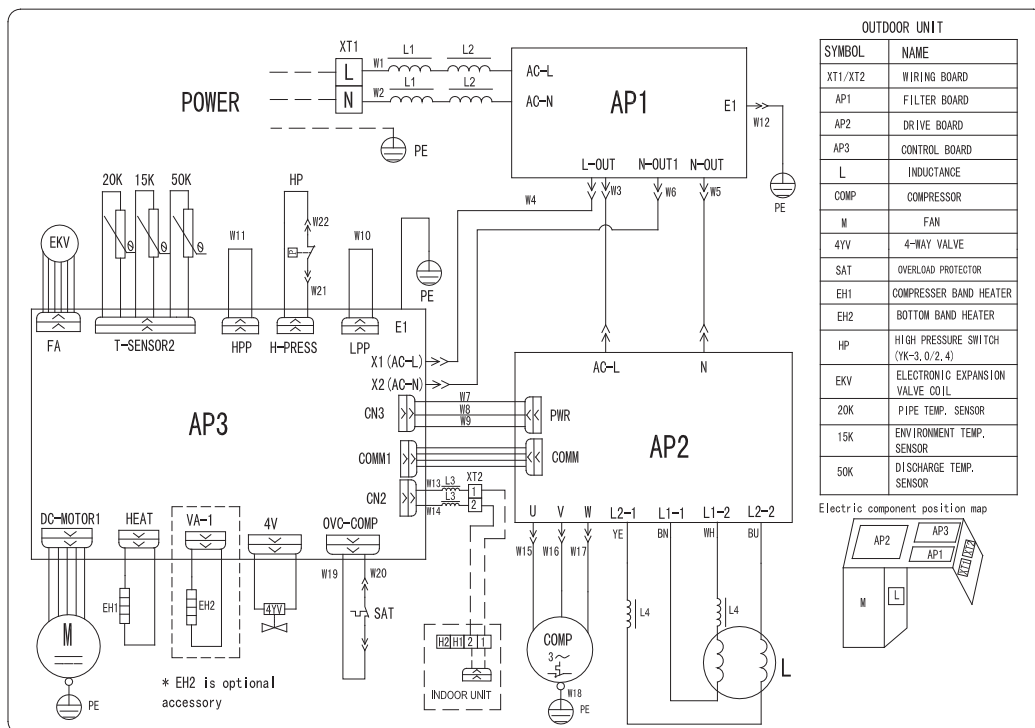 OUTDOOR UNIT
SYMBOL NAME
XT1/XT2 WIRING BOARD
AP1 FILTER BOARD
AP2 DRIVE BOARD
AP3 CONTROL BOARD
L INDUCTANCE
COMP COMPRESSOR
M FAN
4YV 4-WAY VALVE
SAT OVERLOAD PROTECTOR
EH1 COMPRESSER BAND HEATER
EH2 BOTTOM BAND HEATER
HP HIGH PRESSURE SWITCH
(YK-3.0/2.4)
EKV ELECTRONIC EXPANSION
VALVE COIL
20K PIPE TEMP. SENSOR
15K ENVIRONMENT TEMP.
SENSOR
50K DISCHARGE TEMP.
SENSOR
Electric component position map
AP2 AP3
AP1
XT1 XT2
M L
POWER
XT1
L W1 L1 L2 AC-L
N W2 L1 L2 AC-N
PE
AP1
E1
W12
PE
L-OUT N-OUT1 N-OUT
W4 W3 W6 W5
20K 15K 50K
HP
EKV
W11
W22
P
W21
W10
PE
FA T-SENSOR2 HPP H-PRESS LPP E1
X1(AC-L)
X2(AC-N)
AP3
CN3 W7 PWR
W8
W9
COMM1 COMM
CN2 W13 L3 XT2
W14 L3 1
2
AC-L N
AP2
DC-MOTOR1 HEAT VA-1 4V OVC-COMP
U V W L2-1 L1-1 L1-2 L2-2
W15 W16 W17 YE BN WH BU
W19 W20
EH1 EH2 4YV SAT
M
PE
* EH2 is optional
accessory
H2 H1 2 1
INDOOR UNIT
COMP
3~
W18
PE
L4 L4
L